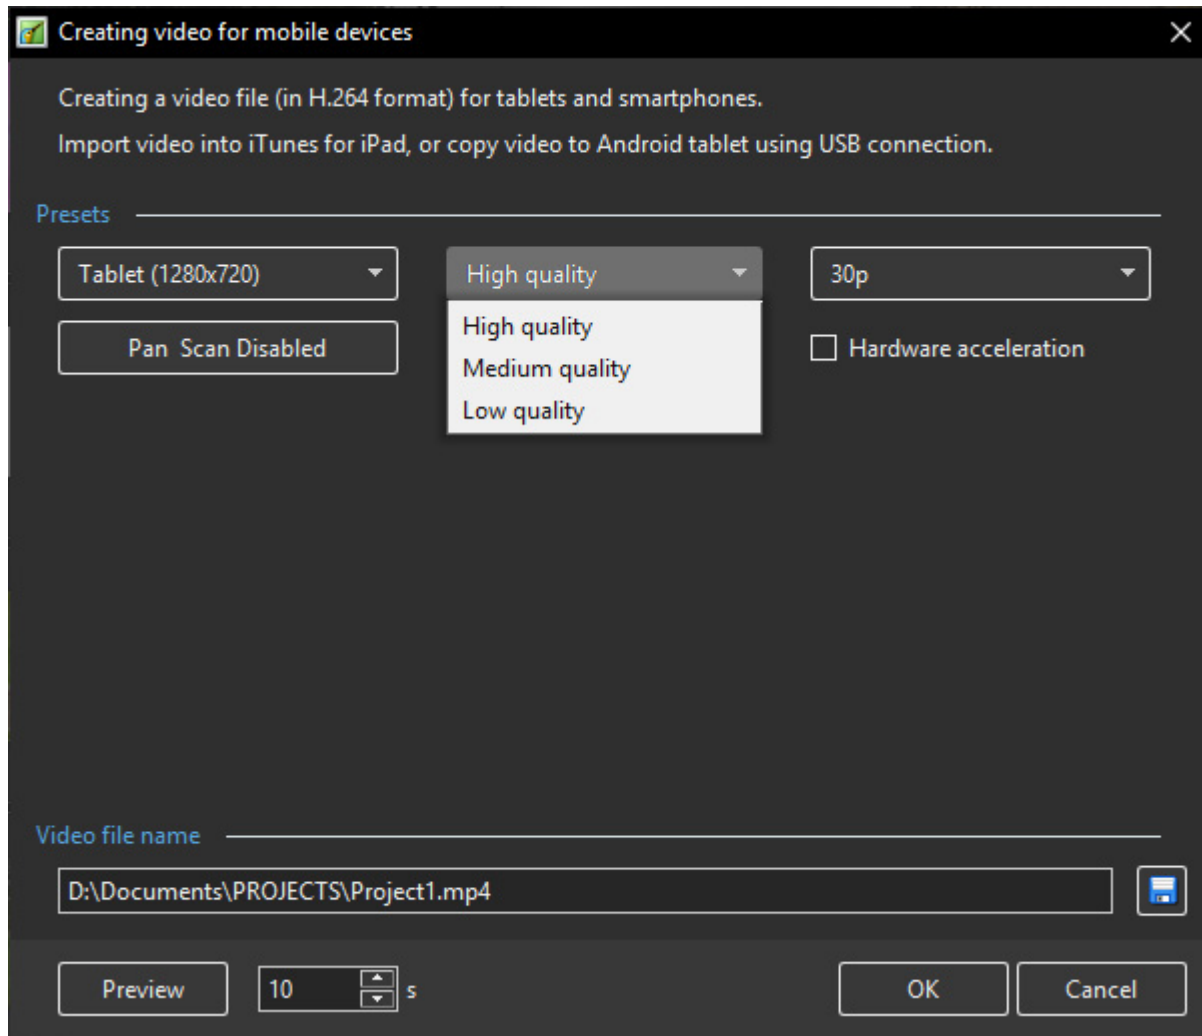 Creating video for mobile devices
Creating a video file (in H.264 format) for tablets and smartphones.
Import video into iTunes for iPad, or copy video to Android tablet using USB connection.
Presets
Tablet (1280x720)
High quality
30p
Pan  Scan Disabled
High quality
Medium quality
Low quality
Hardware acceleration
Video file name
D:\Documents\PROJECTS\Project1.mp4
Preview
10
s
OK
Cancel